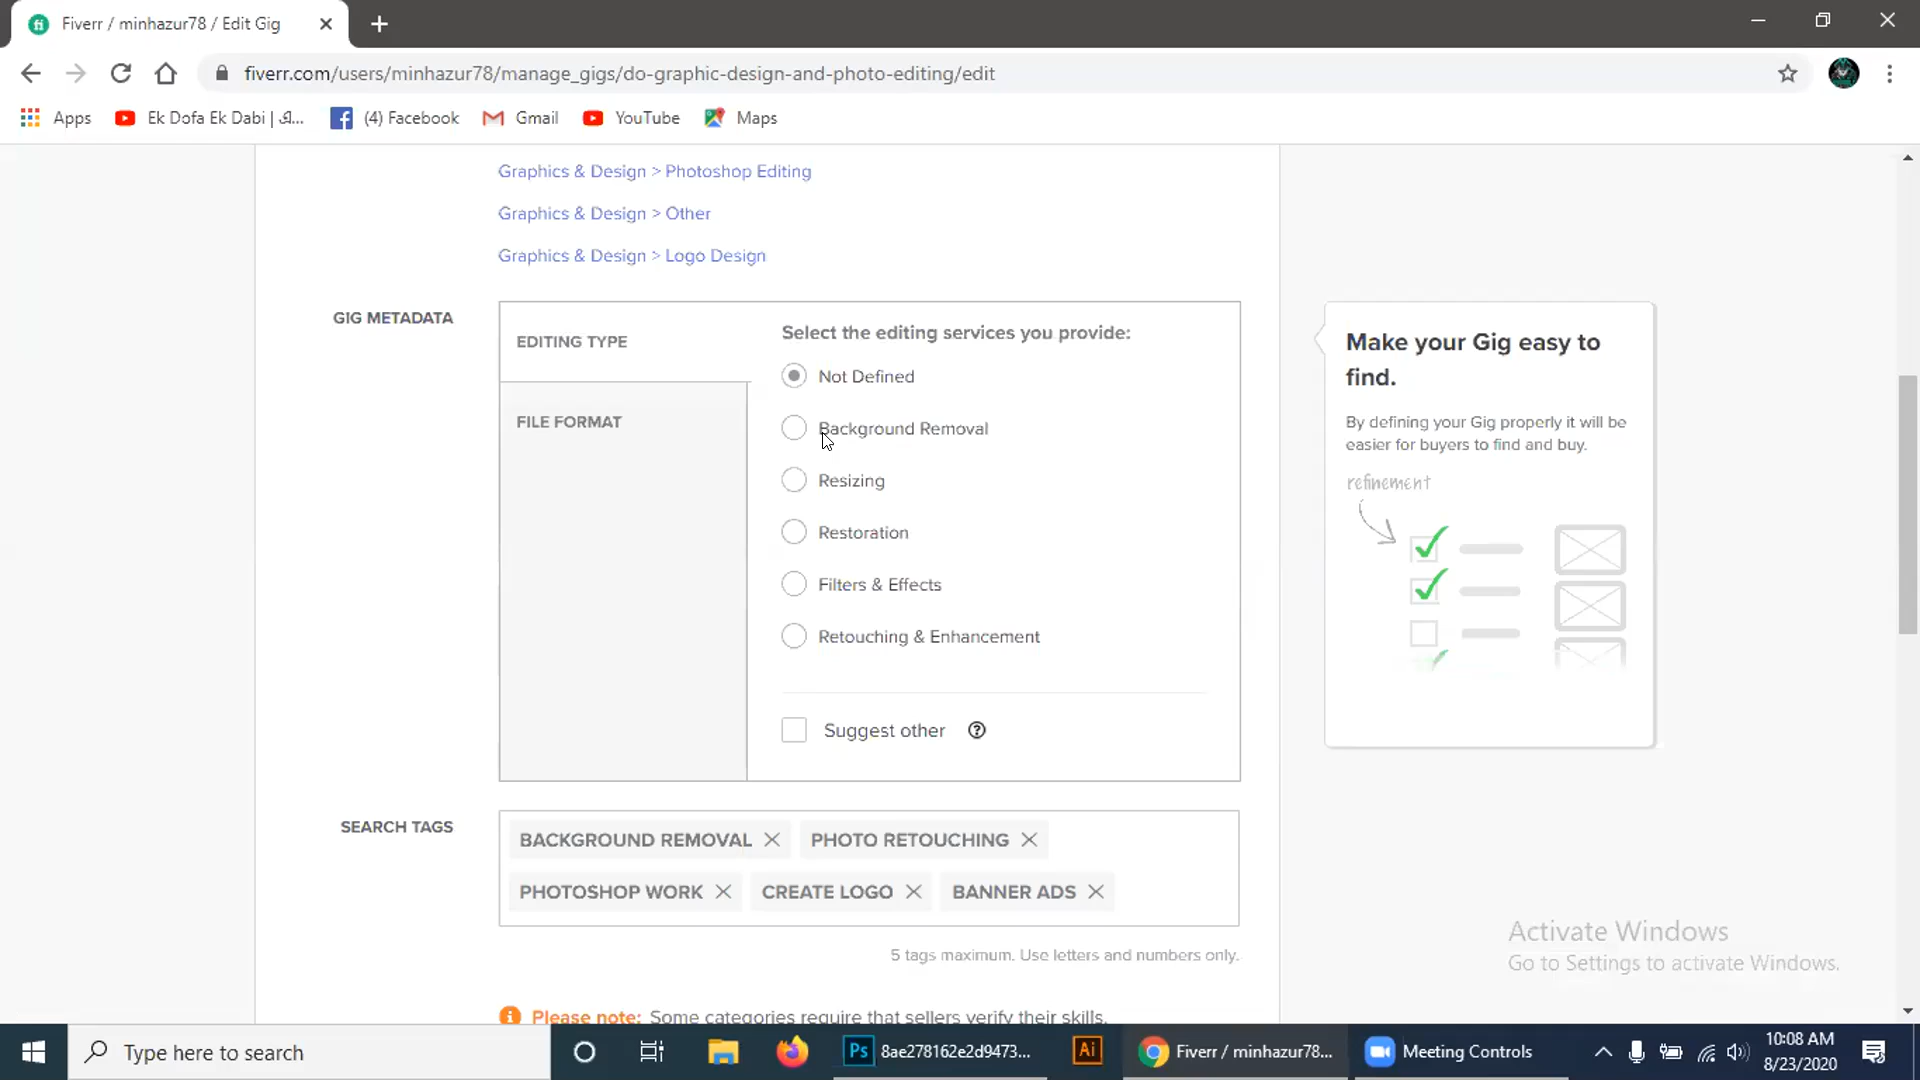 Fiverr / minhazur78 / Edit Gig
fiverr.com/users/minhazur78/manage_gigs/do-graphic-design-and-photo-editing/edit
Apps
Ek Dofa Ek Dabi |
(4) Facebook
Gmail
YouTube
Maps
Graphics & Design > Photoshop Editing
Graphics & Design > Other
Graphics & Design > Logo Design
GIG METADATA
EDITING TYPE
FILE FORMAT
Select the editing services you provide:
Not Defined
Background Removal
Resizing
Restoration
Filters & Effects
Retouching & Enhancement
Suggest other ?
Make your Gig easy to
find.
By defining your Gig properly it will be
easier for buyers to find and buy.
refinement
SEARCH TAGS
BACKGROUND REMOVAL PHOTO RETOUCHING
PHOTOSHOP WORK CREATE LOGO BANNER ADS
5 tags maximum. Use letters and numbers only.
Please note: Some categories require that sellers verify their skills.
Activate Windows
Go to Settings to activate Windows.
Type here to search
Ps
8ae278162e2d9473...
Ai
Fiverr / minhazur78...
Meeting Controls
10:08 AM
8/23/2020